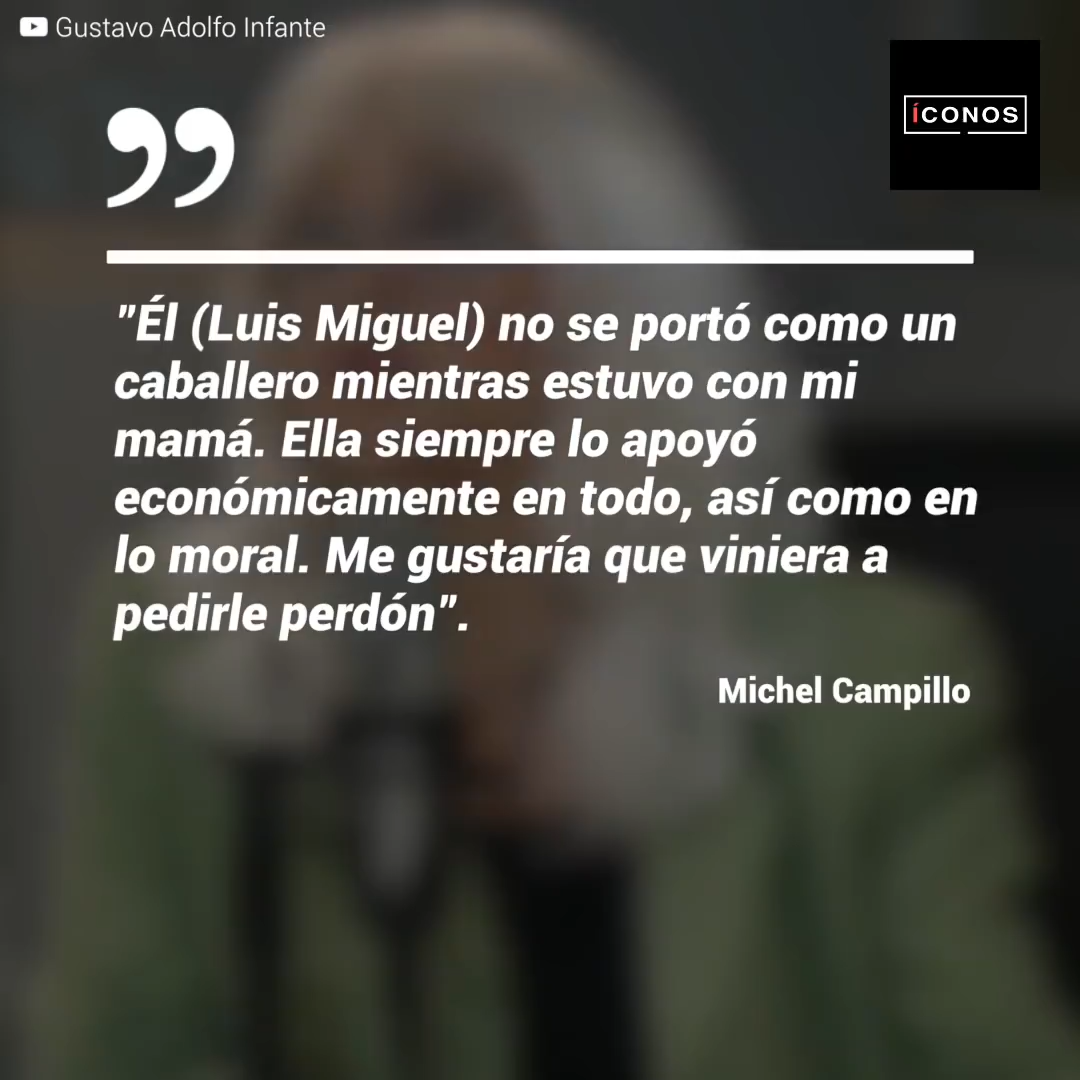 Gustavo Adolfo Infante
ÍCONOS
"Él (Luis Miguel) no se portó como un
caballero mientras estuvo con mi
mamá. Ella siempre lo apoyó
económicamente en todo, así como en
lo moral. Me gustaría que viniera a
pedirle perdón".
Michel Campillo